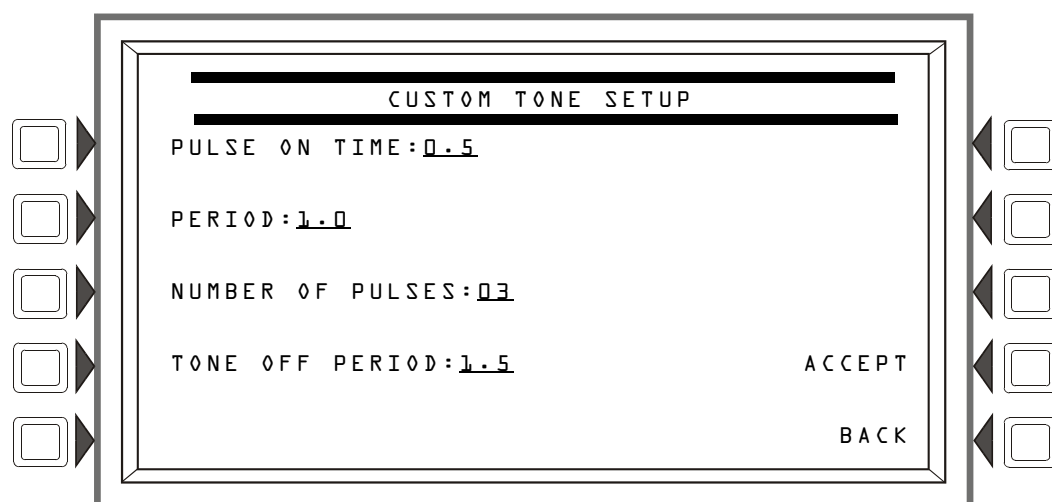 CUSTOM TONE SETUP
PULSE ON TIME:0.5
PERIOD:1.0
NUMBER OF PULSES:03
TONE OFF PERIOD:1.5
ACCEPT
BACK